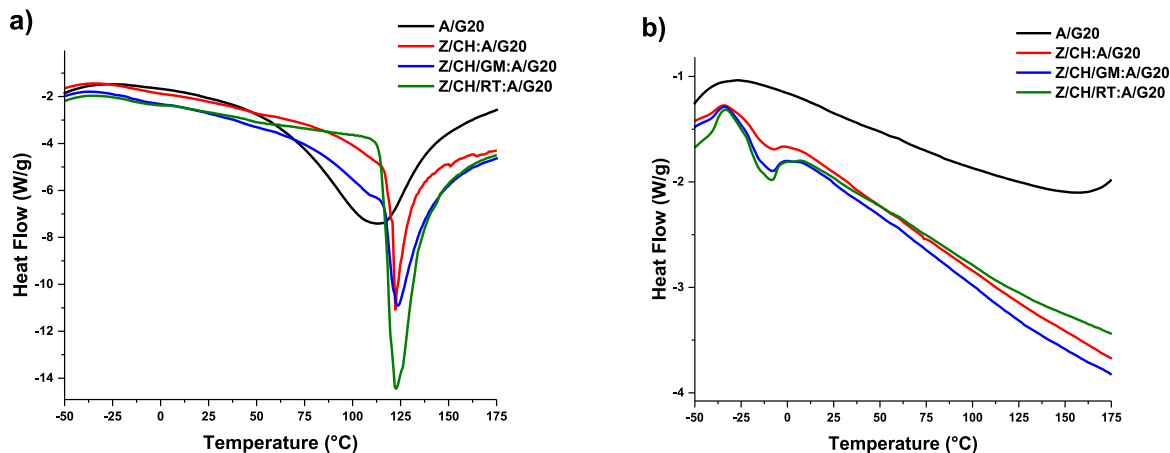 a)
A/G20
Z/CH:A/G20
Z/CH/GM:A/G20
Z/CH/RT:A/G20
-2
-4
-6
-8
-10
-12
-14
Heat Flow (W/g)
-50 -25 0 25 50 75 100 125 150 175
Temperature (°C)
b)
A/G20
Z/CH:A/G20
Z/CH/GM:A/G20
Z/CH/RT:A/G20
-1
-2
-3
-4
Heat Flow (W/g)
-50 -25 0 25 50 75 100 125 150 175
Temperature (°C)